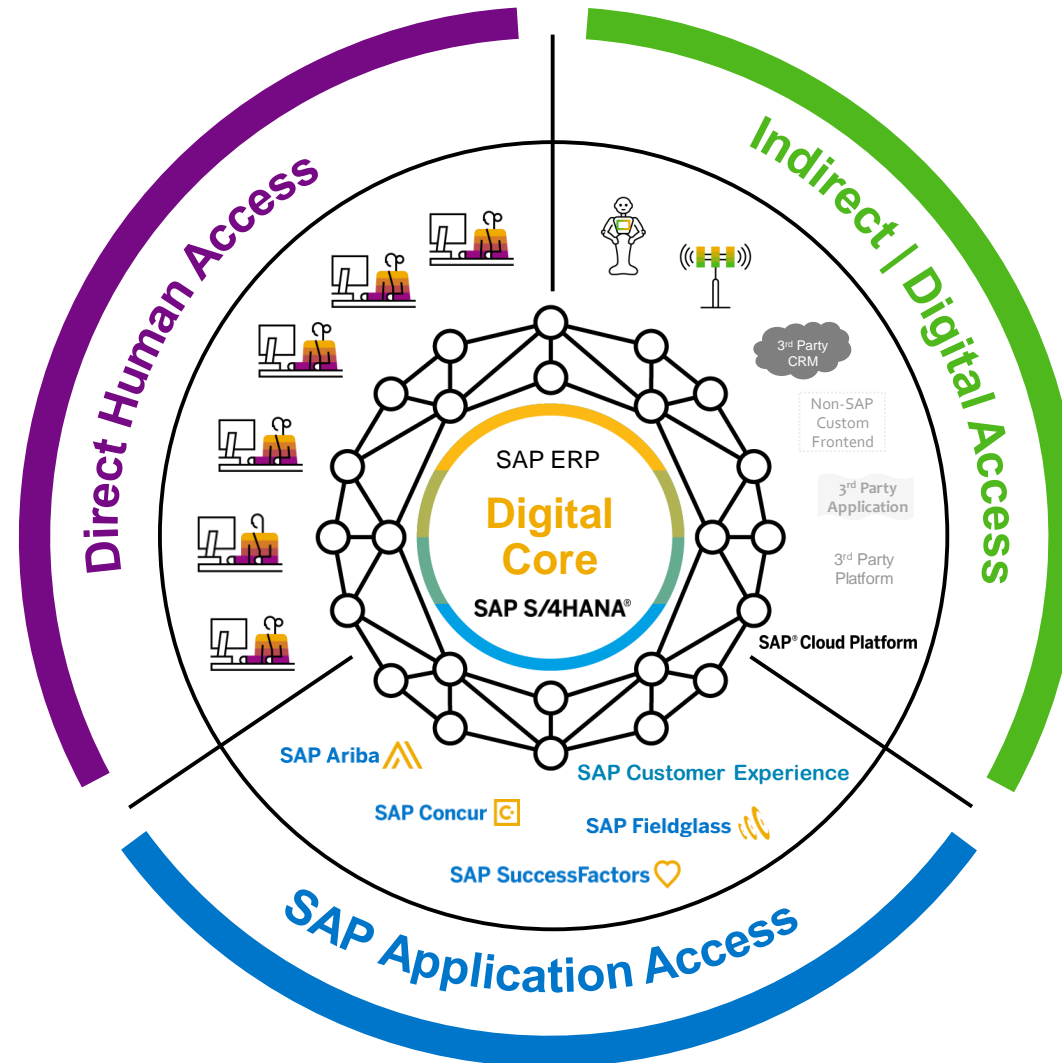 Direct Human Access
Indirect | Digital Access
3rd Party
CRM
Non-SAP
Custom
Frontend
3rd Party
Application
3rd Party
Platform
SAP® Cloud Platform
SAP ERP
Digital
Core
SAP S/4HANA®
SAP Ariba
SAP Customer Experience
SAP Concur
SAP Fieldglass
SAP SuccessFactors
SAP Application Access